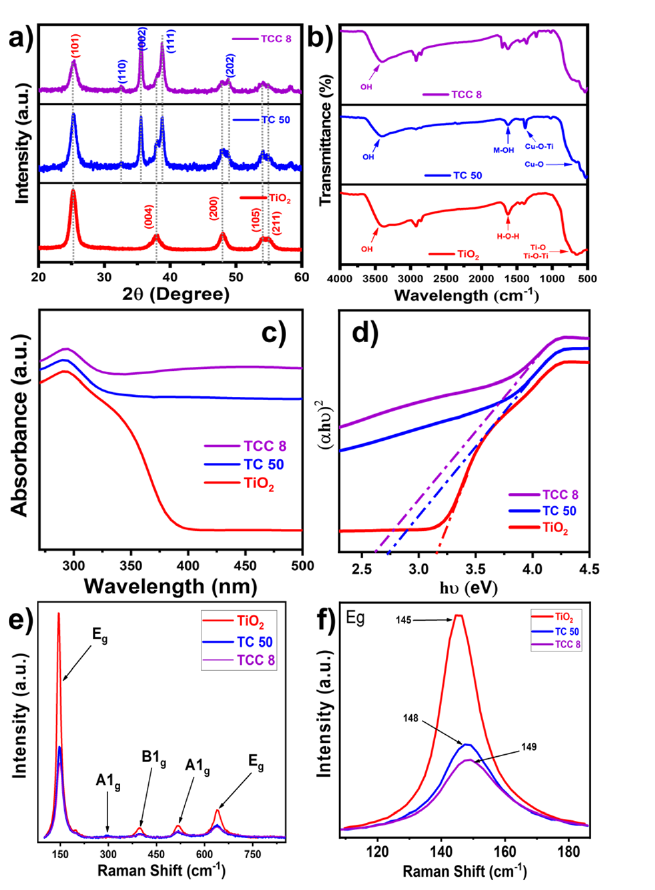 a)
Intensity (a.u.)
(101)
(110)
(002)
(111)
(202)
TCC 8
TC 50
TiO2
(004)
(200)
(105)
(211)
20 30 40 50 60
2θ (Degree)
b)
Transmittance (%)
OH
TCC 8
OH
M-OH
Cu-O-Ti
Cu-O
TC 50
OH
H-O-H
Ti-O
Ti-O-Ti
TiO2
4000 3500 3000 2500 2000 1500 1000 500
Wavelength (cm-1)
c)
Absorbance (a.u.)
TCC 8
TC 50
TiO2
300 350 400 450 500
Wavelength (nm)
d)
(αhυ)2
TCC 8
TC 50
TiO2
2.5 3.0 3.5 4.0 4.5
hυ (eV)
e)
Intensity (a.u.)
Eg
A1g
B1g
A1g
Eg
TiO2
TC 50
TCC 8
150 300 450 600 750
Raman Shift (cm-1)
f)
Eg
Intensity (a.u.)
145
148
149
TiO2
TC 50
TCC 8
120 140 160 180
Raman Shift (cm-1)